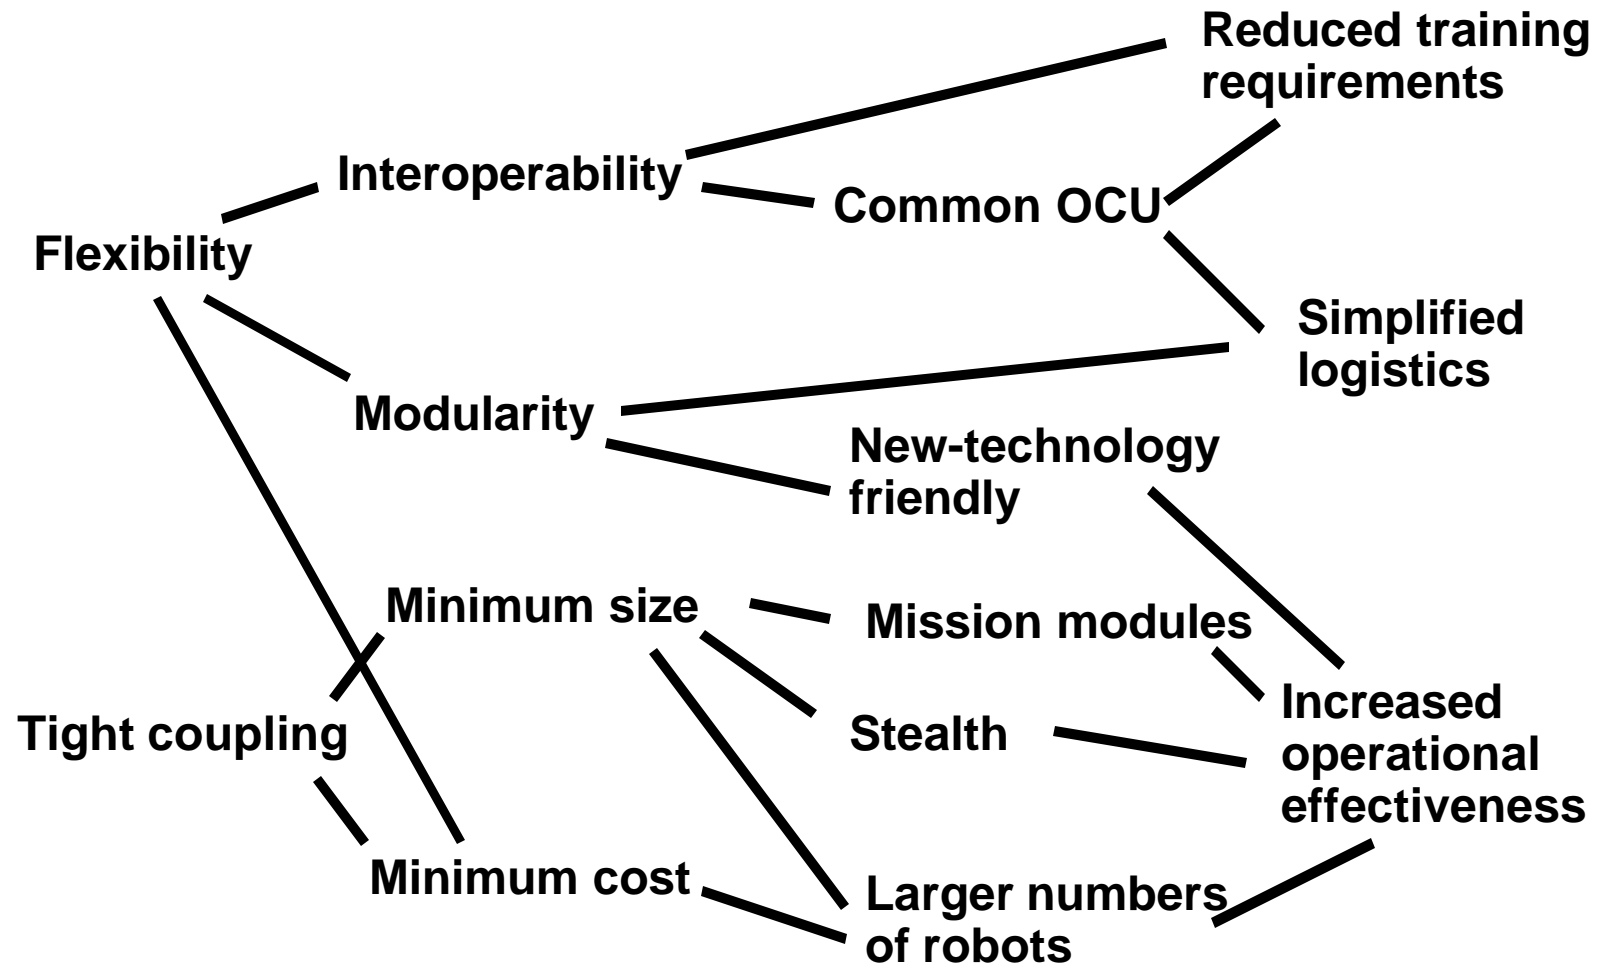 Reduced training
requirements
Interoperability
Common OCU
Flexibility
Simplified
logistics
Modularity
New-technology
friendly
Minimum size
Mission modules
Tight coupling
Stealth
Increased
operational
effectiveness
Minimum cost
Larger numbers
of robots